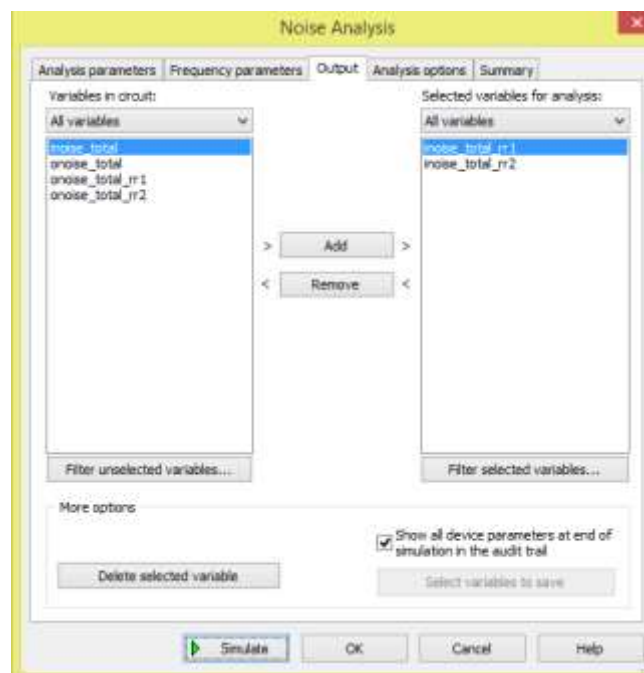 Noise Analysis
Analysis parameters Frequency parameters Output Analysis options Summary
Variables in circuit:
All variables
inoise_total
onoise_total
onoise_total_rr1
onoise_total_rr2
Selected variables for analysis:
All variables
inoise_total_rr1
inoise_total_rr2
> Add >
< Remove <
Filter unselected variables...
Filter selected variables...
More options
Show all device parameters at end of
simulation in the audit trail
Delete selected variable
Select variables to save
Simulate OK Cancel Help